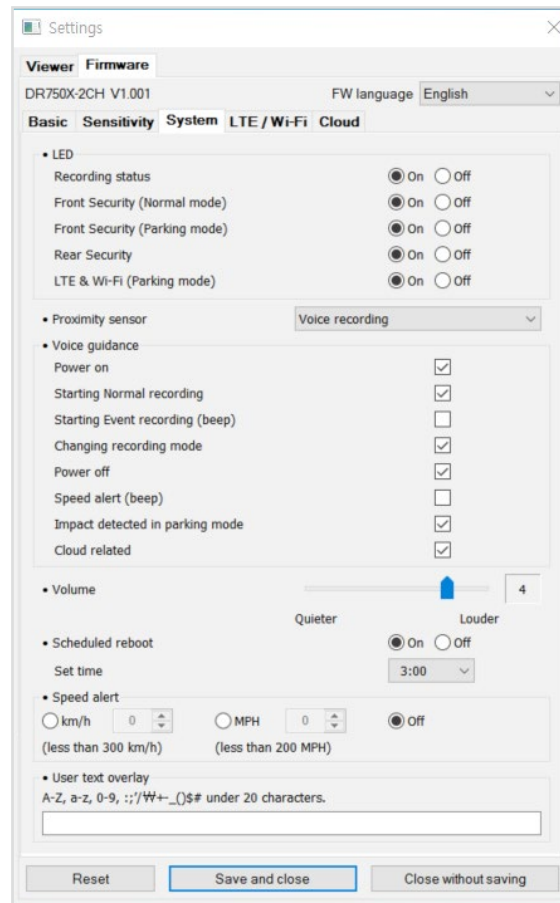 Settings
Viewer Firmware
DR750X-2CH V1.001 FW language English
Basic Sensitivity System LTE / Wi-Fi Cloud
• LED
Recording status On Off
Front Security (Normal mode) On Off
Front Security (Parking mode) On Off
Rear Security On Off
LTE & Wi-Fi (Parking mode) On Off
• Proximity sensor Voice recording
• Voice guidance
Power on
Starting Normal recording
Starting Event recording (beep)
Changing recording mode
Power off
Speed alert (beep)
Impact detected in parking mode
Cloud related
• Volume 4
Quieter Louder
• Scheduled reboot On Off
Set time 3:00
• Speed alert
km/h 0 MPH 0 Off
(less than 300 km/h) (less than 200 MPH)
• User text overlay
A-Z, a-z, 0-9, :;'/₩+-_()$# under 20 characters.
Reset Save and close Close without saving